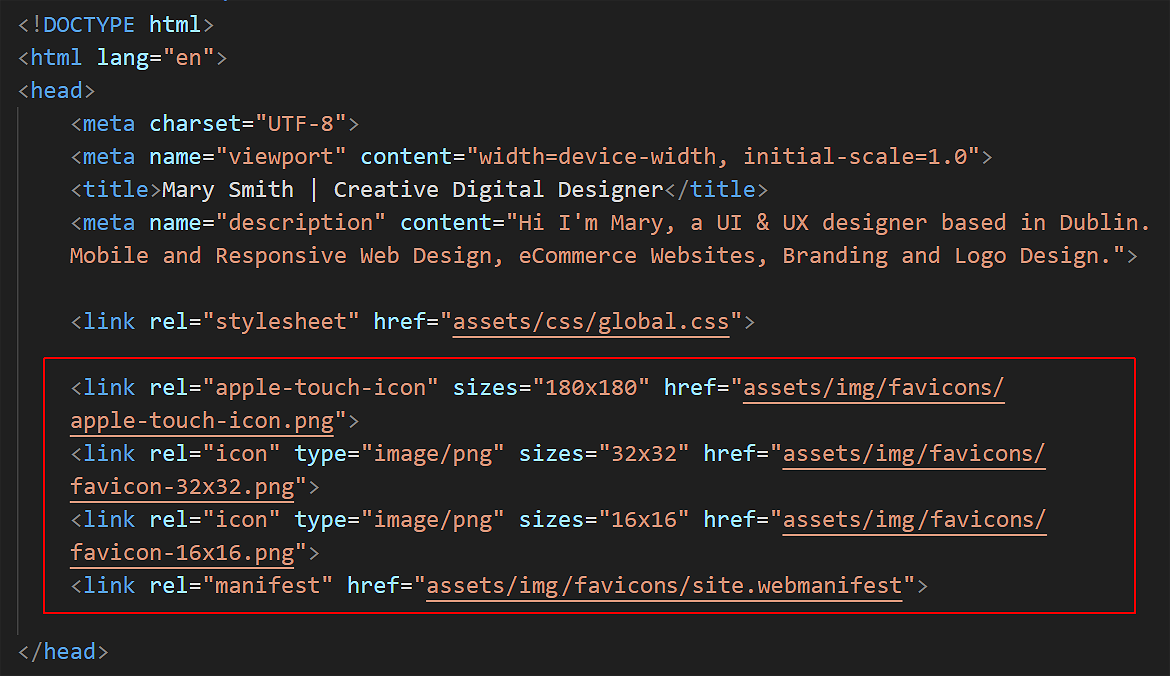 <!DOCTYPE html>
<html lang="en">
<head>
<meta charset="UTF-8">
<meta name="viewport" content="width=device-width, initial-scale=1.0">
<title>Mary Smith | Creative Digital Designer</title>
<meta name="description" content="Hi I'm Mary, a UI & UX designer based in Dublin.
Mobile and Responsive Web Design, eCommerce Websites, Branding and Logo Design.">
<link rel="stylesheet" href="assets/css/global.css">
<link rel="apple-touch-icon" sizes="180x180" href="assets/img/favicons/
apple-touch-icon.png">
<link rel="icon" type="image/png" sizes="32x32" href="assets/img/favicons/
favicon-32x32.png">
<link rel="icon" type="image/png" sizes="16x16" href="assets/img/favicons/
favicon-16x16.png">
<link rel="manifest" href="assets/img/favicons/site.webmanifest">
</head>